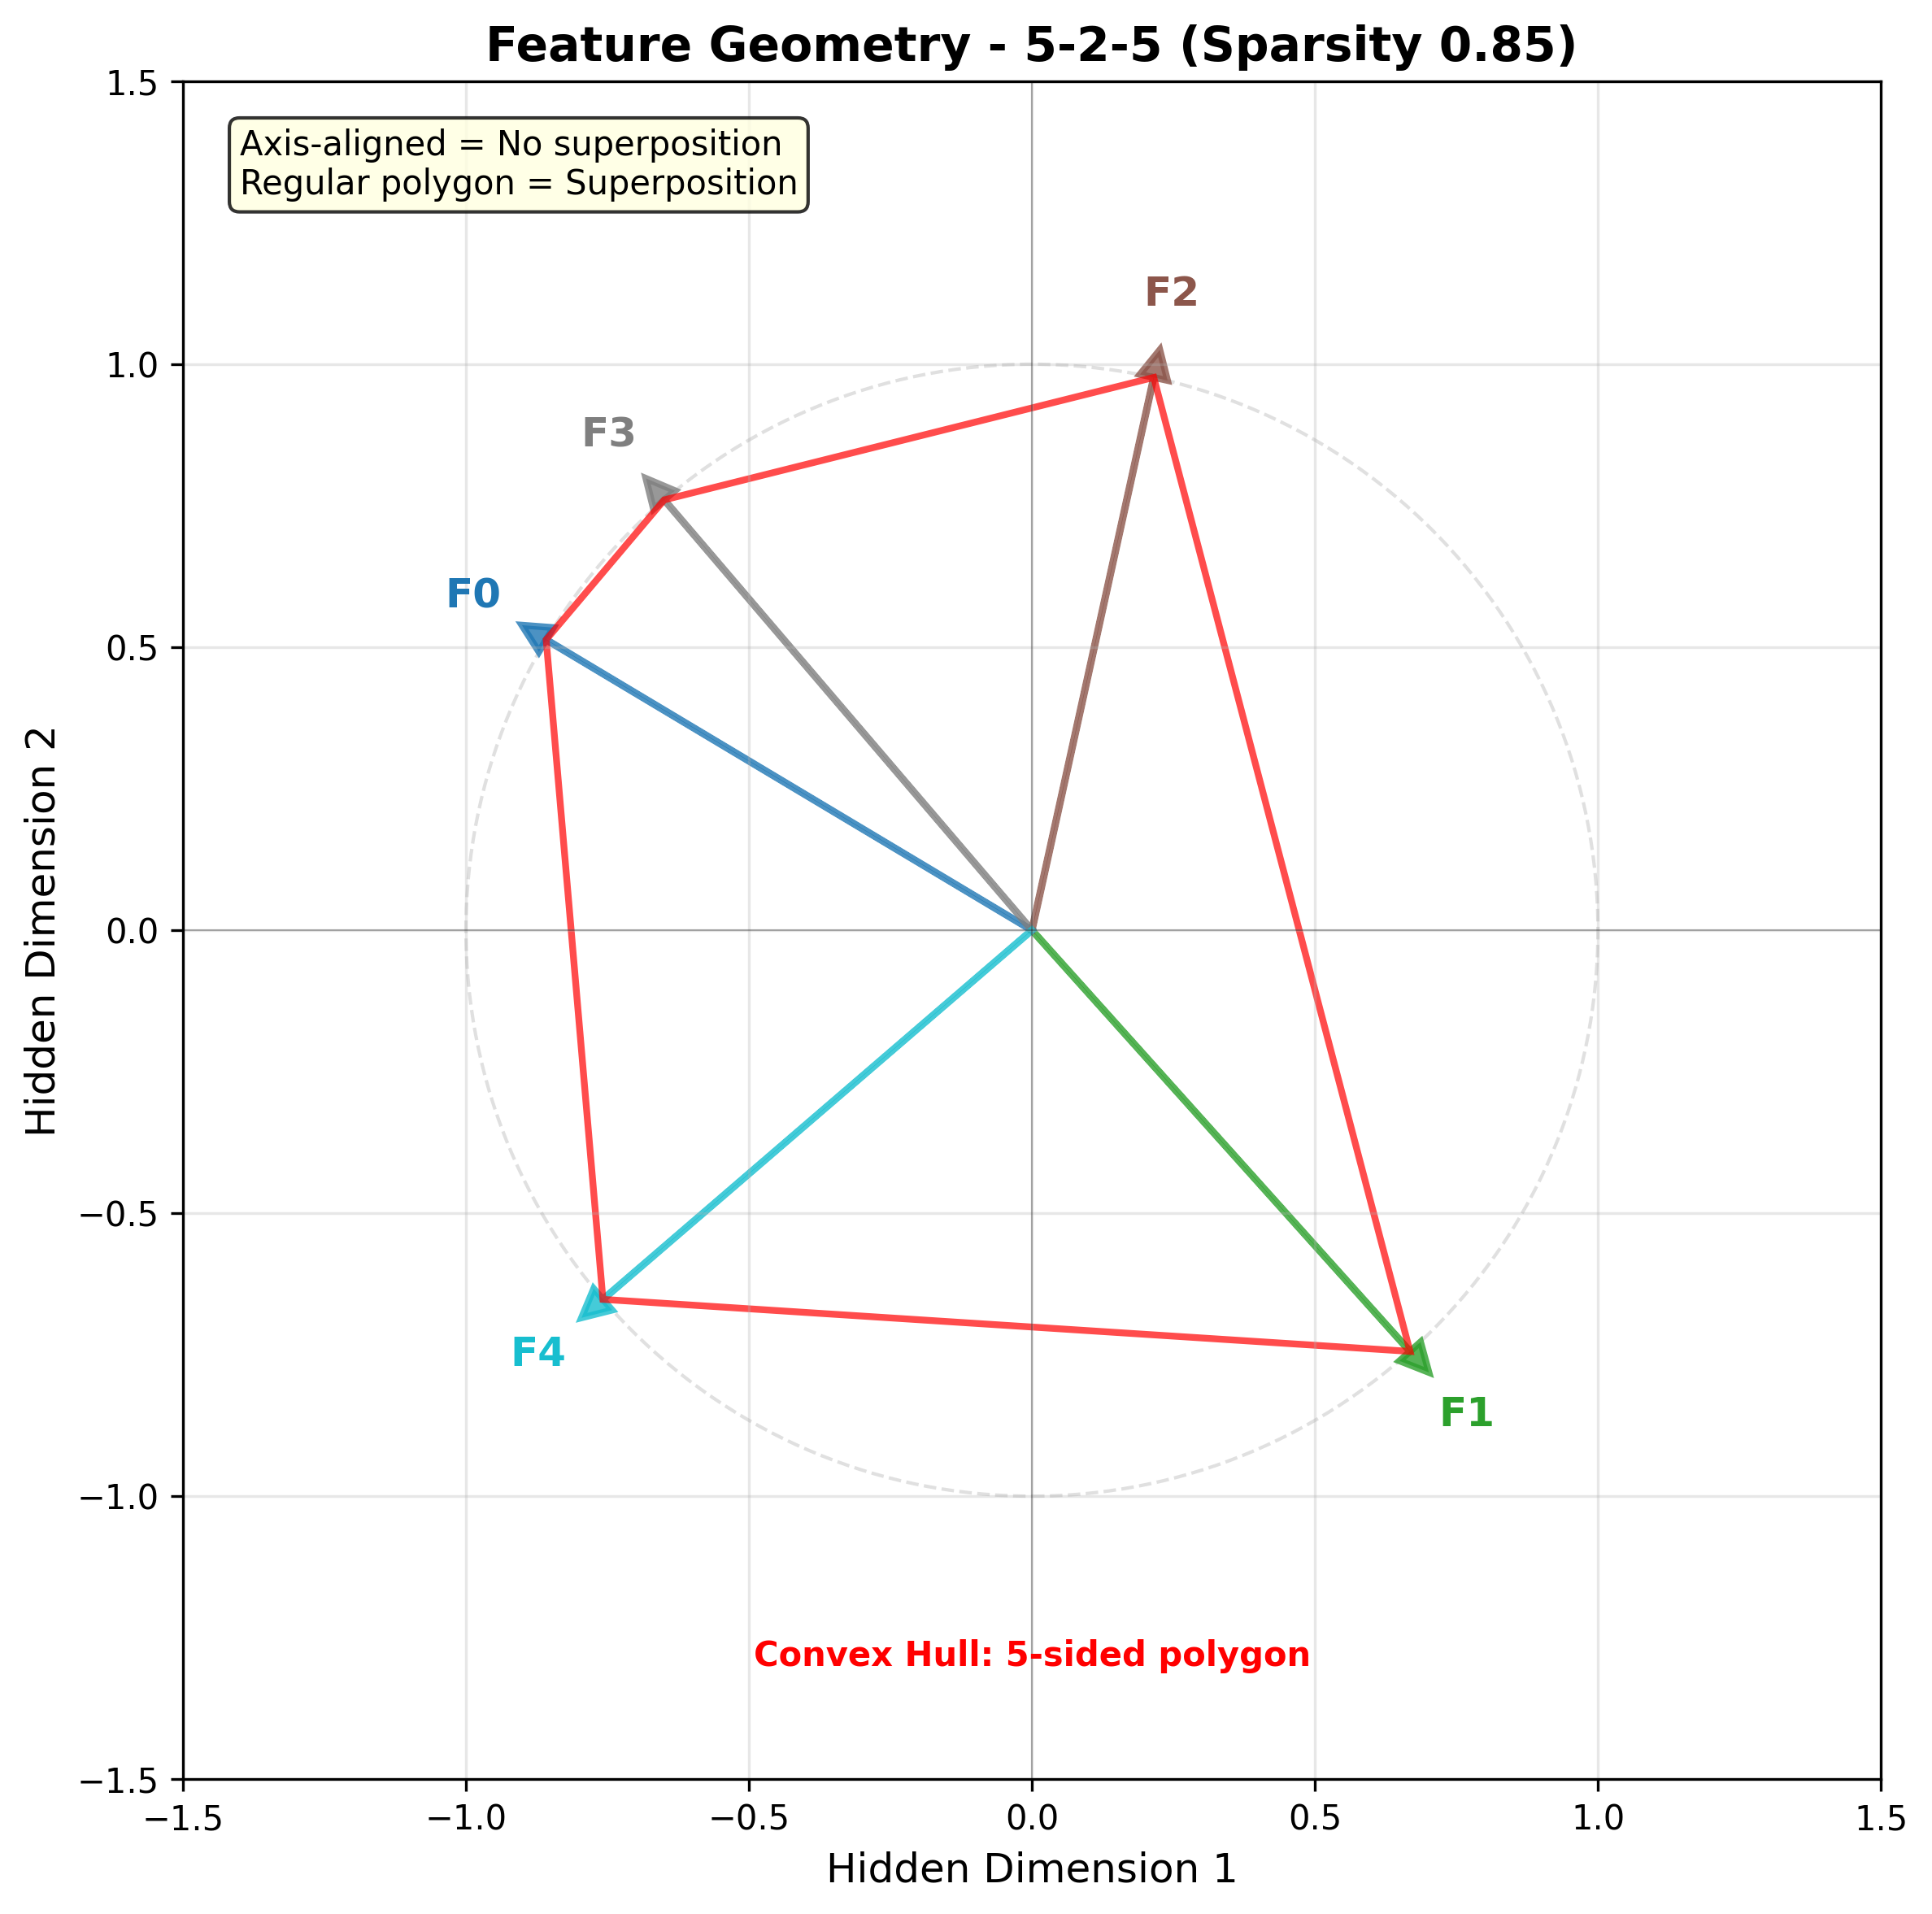 Feature Geometry - 5-2-5 (Sparsity 0.85)
1.5
Axis-aligned = No superposition
Regular polygon = Superposition
F2
1.0
F3
F0
0.5
0.0
Hidden Dimension 2
−0.5
F4
F1
−1.0
Convex Hull: 5-sided polygon
−1.5
−1.5 −1.0 −0.5 0.0 0.5 1.0 1.5
Hidden Dimension 1